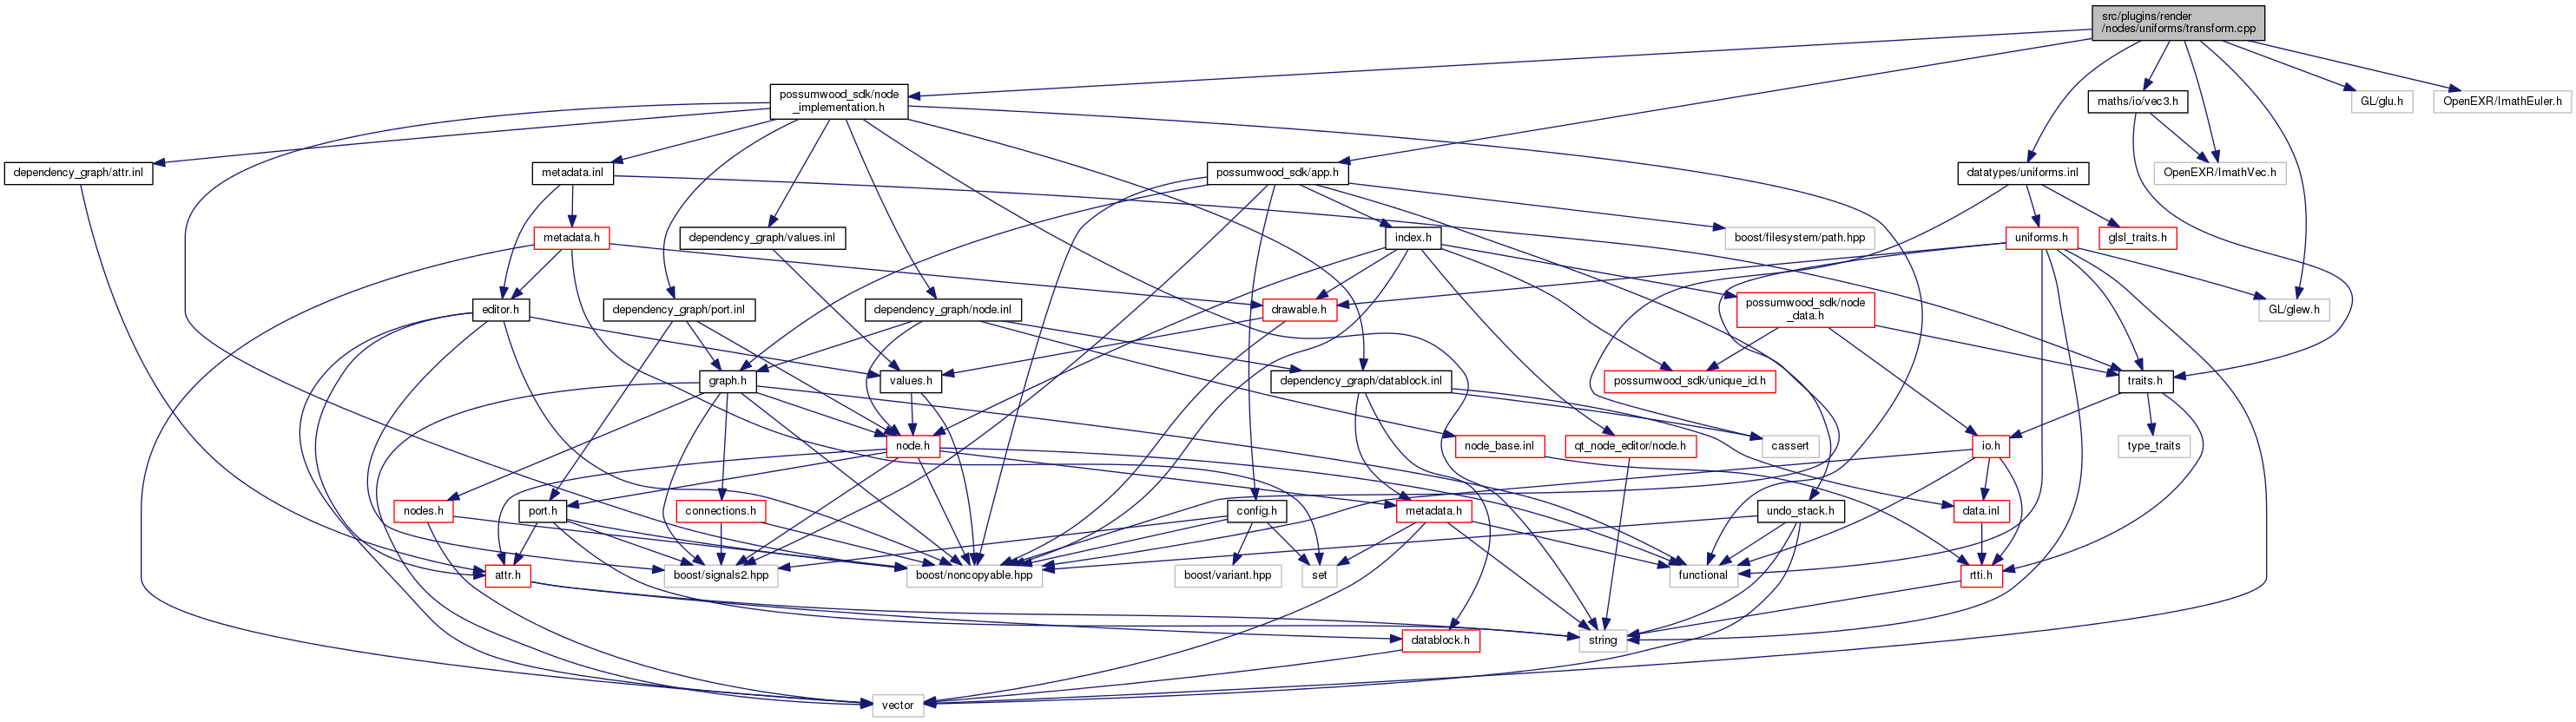 src/plugins/render
/nodes/uniforms/transform.cpp
possumwood_sdk/node
_implementation.h
maths/io/vec3.h
GL/glu.h
OpenEXR/ImathEuler.h
dependency_graph/attr.inl
metadata.inl
possumwood_sdk/app.h
datatypes/uniforms.inl
OpenEXR/ImathVec.h
metadata.h
dependency_graph/values.inl
index.h
boost/filesystem/path.hpp
uniforms.h
glsl_traits.h
editor.h
dependency_graph/port.inl
dependency_graph/node.inl
drawable.h
possumwood_sdk/node
_data.h
GL/glew.h
graph.h
values.h
dependency_graph/datablock.inl
possumwood_sdk/unique_id.h
traits.h
node.h
node_base.inl
qt_node_editor/node.h
cassert
io.h
type_traits
nodes.h
port.h
connections.h
config.h
metadata.h
undo_stack.h
data.inl
attr.h
boost/signals2.hpp
boost/noncopyable.hpp
boost/variant.hpp
set
functional
rtti.h
datablock.h
string
vector